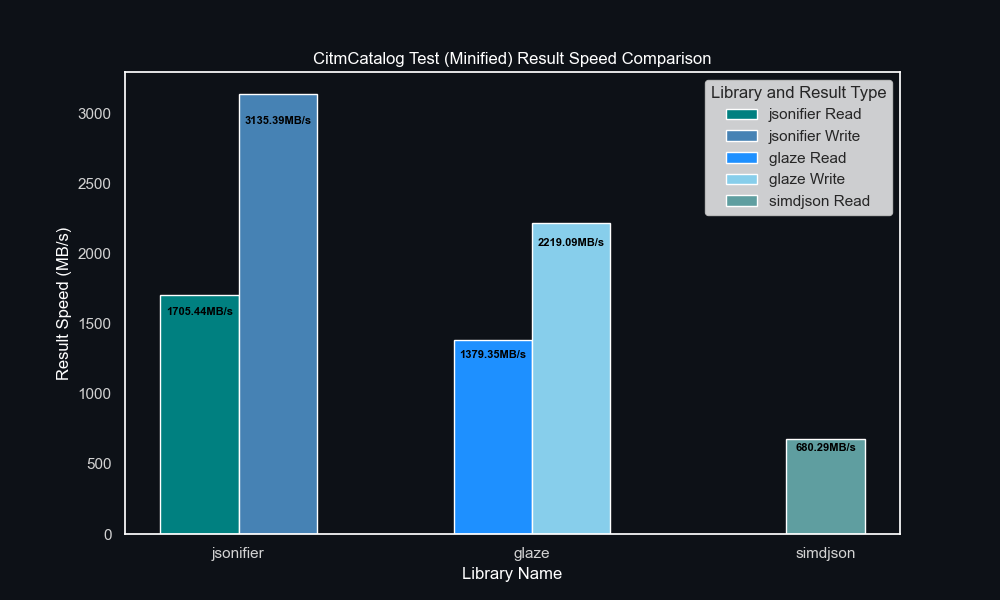 CitmCatalog Test (Minified) Result Speed Comparison
Library and Result Type
jsonifier Read
jsonifier Write
glaze Read
glaze Write
simdjson Read
Result Speed (MB/s)
3000
2500
2000
1500
1000
500
0
1705.44MB/s
3135.39MB/s
1379.35MB/s
2219.09MB/s
680.29MB/s
jsonifier
glaze
simdjson
Library Name